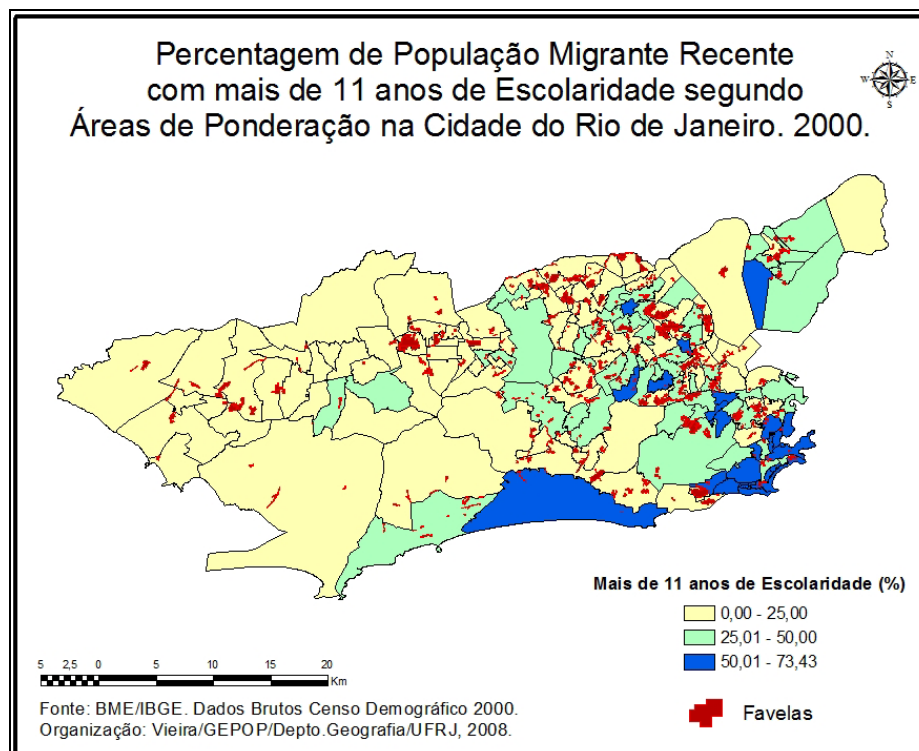 Percentagem de População Migrante Recente
com mais de 11 anos de Escolaridade segundo
Áreas de Ponderação na Cidade do Rio de Janeiro. 2000.
N
W E
S
Mais de 11 anos de Escolaridade (%)
0,00 - 25,00
25,01 - 50,00
50,01 - 73,43
Favelas
5 2,5 0 5 10 15 20
Km
Fonte: BME/IBGE. Dados Brutos Censo Demográfico 2000.
Organização: Vieira/GEPOP/Depto.Geografia/UFRJ, 2008.